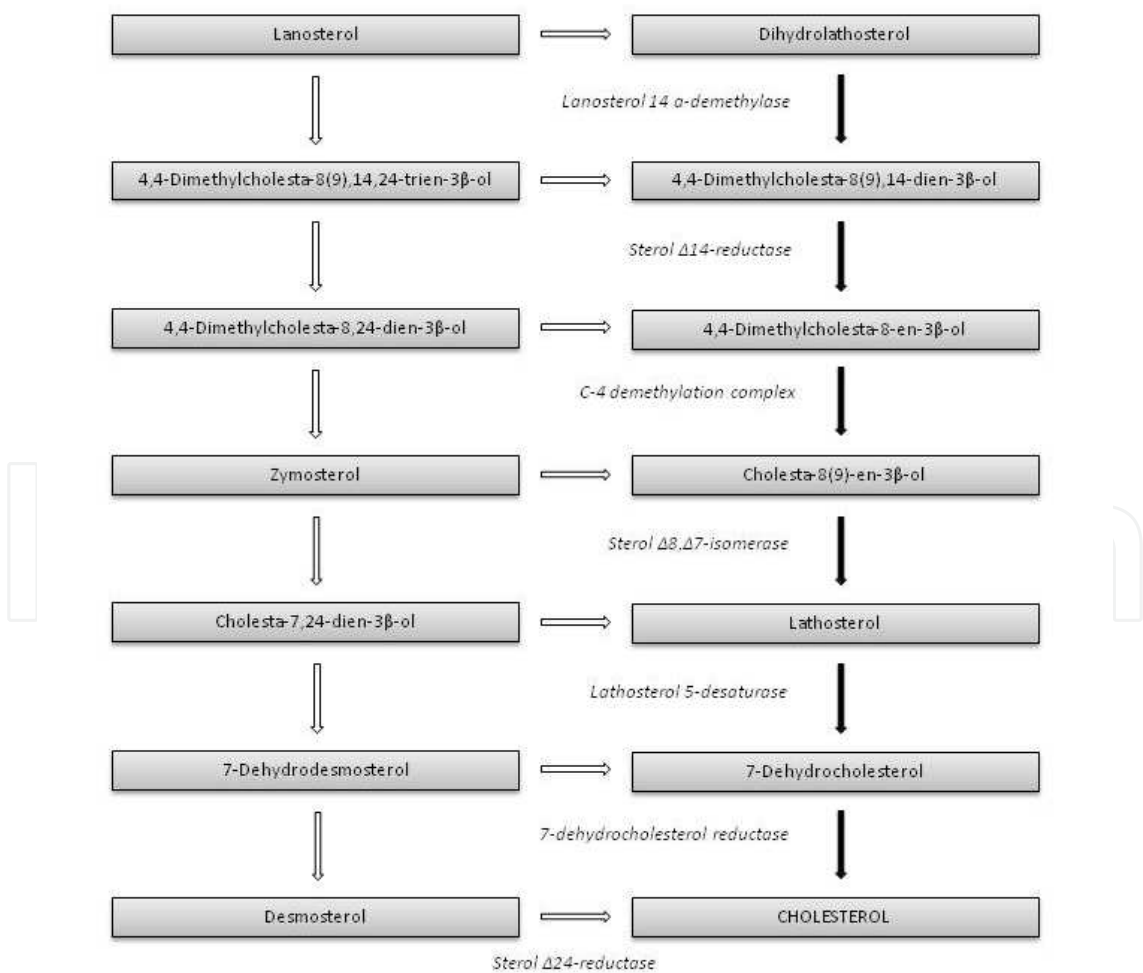 Lanosterol
Dihydrolathosterol
Lanosterol 14 α-demethylase
4,4-Dimethylcholesta-8(9),14,24-trien-3β-ol
4,4-Dimethylcholesta-8(9),14-dien-3β-ol
Sterol Δ14-reductase
4,4-Dimethylcholesta-8,24-dien-3β-ol
4,4-Dimethylcholesta-8-en-3β-ol
C-4 demethylation complex
Zymosterol
Cholesta-8(9)-en-3β-ol
Sterol Δ8,Δ7-isomerase
Cholesta-7,24-dien-3β-ol
Lathosterol
Lathosterol 5-desaturase
7-Dehydrodesmosterol
7-Dehydrocholesterol
7-dehydrocholesterol reductase
Desmosterol
CHOLESTEROL
Sterol Δ24-reductase